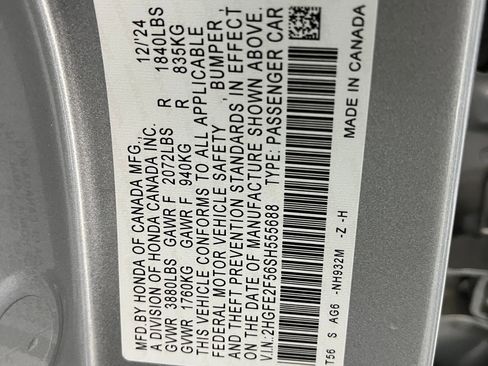 MFD.BY HONDA OF CANADA MFG., 12/24
A DIVISION OF HONDA CANADA INC.
GVWR 3860LBS GAWR F 2072LBS R 1840LBS
GVWR 1760KG GAWR F 940KG R 835KG
THIS VEHICLE CONFORMS TO ALL APPLICABLE
FEDERAL MOTOR VEHICLE SAFETY , BUMPER ,
AND THEFT PREVENTION STANDARDS IN EFFECT
ON THE DATE OF MANUFACTURE SHOWN ABOVE.
V.I.N.:2HGFE2F56SH555688 TYPE: PASSENGER CAR
T56 S AG6 -NH932M -Z -H MADE IN CANADA